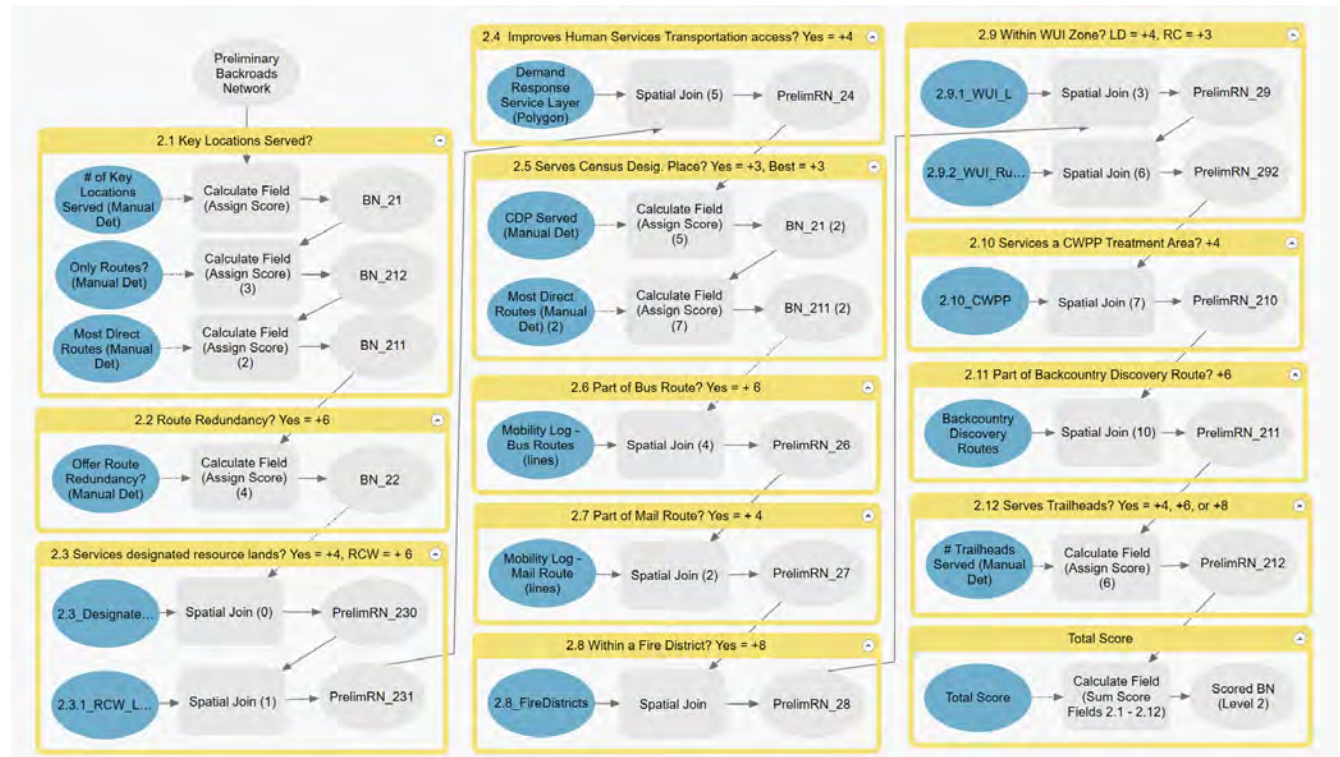 Preliminary
Backroads
Network
2.1 Key Locations Served?
# of Key
Locations
Served (Manual
Det)
Calculate Field
(Assign Score)
BN_21
Only Routes?
(Manual Det)
Calculate Field
(Assign Score)
(3)
BN_212
Most Direct
Routes (Manual
Det)
Calculate Field
(Assign Score)
(2)
BN_211
2.2 Route Redundancy? Yes = +6
Offer Route
Redundancy?
(Manual Det)
Calculate Field
(Assign Score)
(4)
BN_22
2.3 Services designated resource lands? Yes = +4, RCW = + 6
2.3_Designate...
Spatial Join (0)
PrelimRN_230
2.3.1_RCW_L...
Spatial Join (1)
PrelimRN_231
2.4 Improves Human Services Transportation access? Yes = +4
Demand
Response
Service Layer
(Polygon)
Spatial Join (5)
PrelimRN_24
2.5 Serves Census Desig. Place? Yes = +3, Best = +3
CDP Served
(Manual Det)
Calculate Field
(Assign Score)
(5)
BN_21 (2)
Most Direct
Routes (Manual
Det) (2)
Calculate Field
(Assign Score)
(7)
BN_211 (2)
2.6 Part of Bus Route? Yes = + 6
Mobility Log -
Bus Routes
(lines)
Spatial Join (4)
PrelimRN_26
2.7 Part of Mail Route? Yes = + 4
Mobility Log -
Mail Route
(lines)
Spatial Join (2)
PrelimRN_27
2.8 Within a Fire District? Yes = +8
2.8_FireDistricts
Spatial Join
PrelimRN_28
2.9 Within WUI Zone? LD = +4, RC = +3
2.9.1_WUI_L
Spatial Join (3)
PrelimRN_29
2.9.2_WUI_Ru...
Spatial Join (6)
PrelimRN_292
2.10 Services a CWPP Treatment Area? +4
2.10_CWPP
Spatial Join (7)
PrelimRN_210
2.11 Part of Backcountry Discovery Route? +6
Backcountry
Discovery
Routes
Spatial Join (10)
PrelimRN_211
2.12 Serves Trailheads? Yes = +4, +6, or +8
# Trailheads
Served (Manual
Det)
Calculate Field
(Assign Score)
(6)
PrelimRN_212
Total Score
Total Score
Calculate Field
(Sum Score
Fields 2.1 - 2.12)
Scored BN
(Level 2)